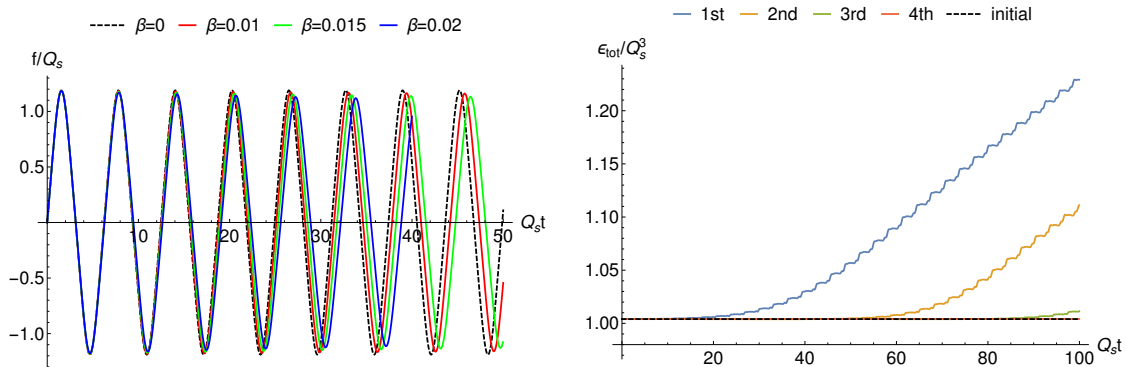 β=0 β=0.01 β=0.015 β=0.02
f/Qs
1.0
0.5
-0.5
-1.0
10 20 30 40 50
Qst
1st 2nd 3rd 4th initial
ϵtot/Qs^3
1.20
1.15
1.10
1.05
1.00
20 40 60 80 100
Qst